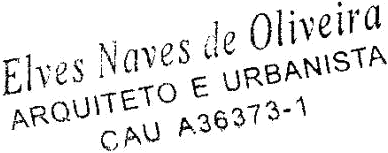 Elves Naves de Oliveira
ARQUITETO E URBANISTA
CAU A36373-1